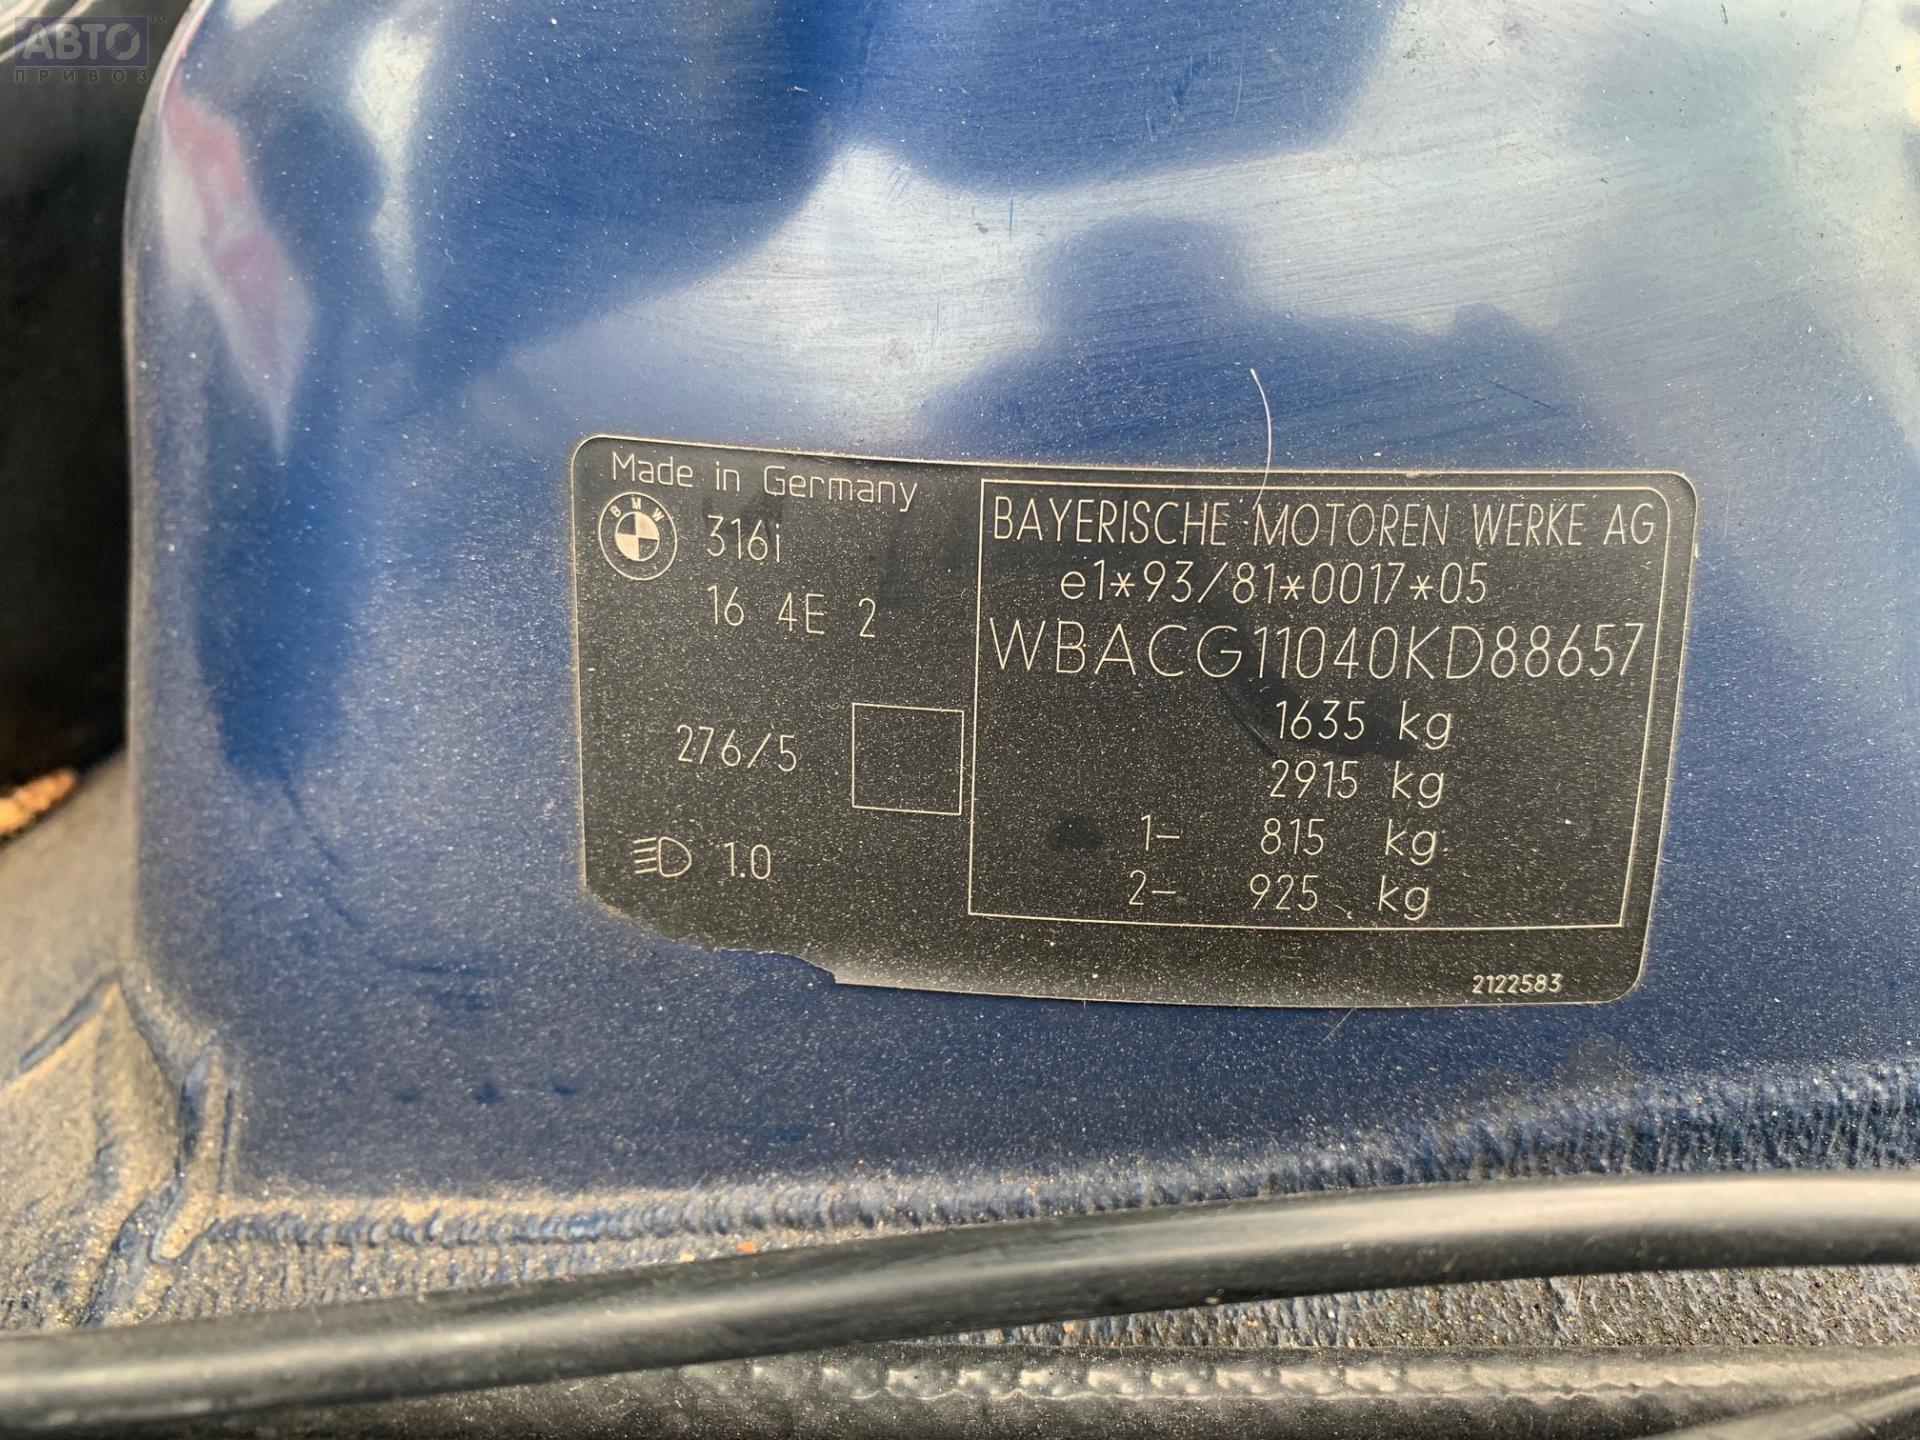 АВТО™
ПРИВОЗ
Made in Germany
BMW
316i
16 4E 2
276/5
1.0
BAYERISCHE MOTOREN WERKE AG
e1*93/81*0017*05
WBACG11040KD88657
1635 kg
2915 kg
1- 815 kg
2- 925 kg
2122583